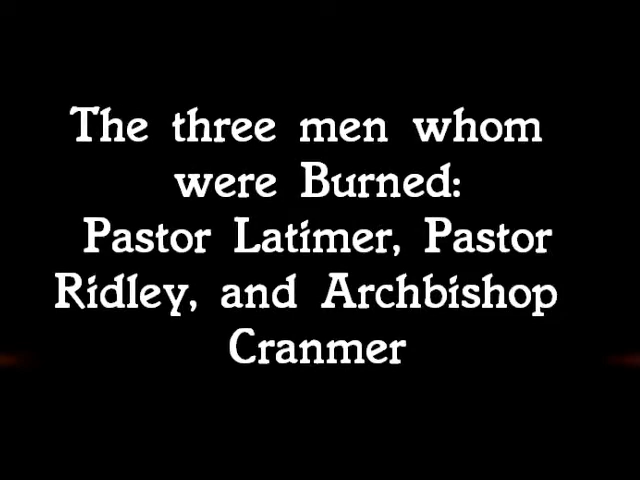 The three men whom
were Burned:
Pastor Latimer, Pastor
Ridley, and Archbishop
Cranmer